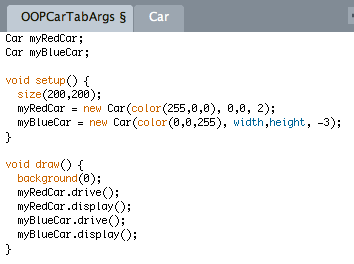 OOPCarTabArgs § Car
Car myRedCar;
Car myBlueCar;

void setup() {
  size(200,200);
  myRedCar = new Car(color(255,0,0), 0,0, 2);
  myBlueCar = new Car(color(0,0,255), width,height, -3);
}

void draw() {
  background(0);
  myRedCar.drive();
  myRedCar.display();
  myBlueCar.drive();
  myBlueCar.display();
}